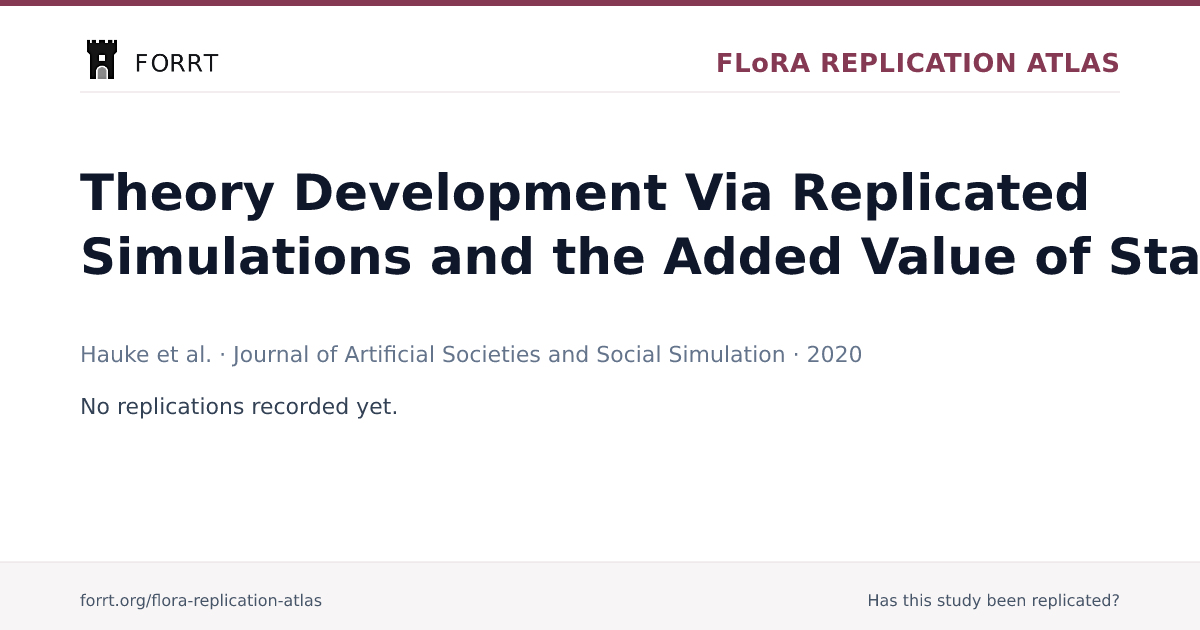 FORRT
FLoRA REPLICATION ATLAS
Theory Development Via Replicated
Simulations and the Added Value of Sta
Hauke et al. · Journal of Artificial Societies and Social Simulation · 2020
No replications recorded yet.
forrt.org/flora-replication-atlas
Has this study been replicated?